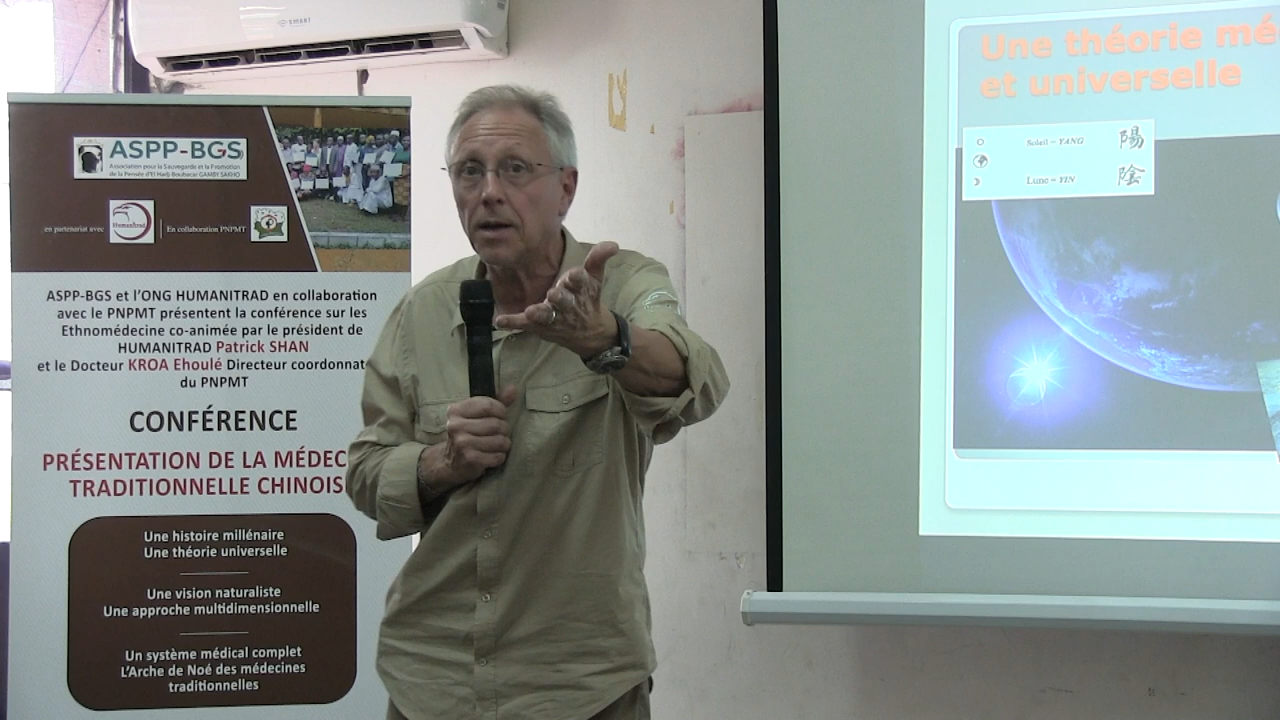 SMART
ASPP-BGS
Association pour la Sauvegarde et la Promotion
de la Pensée d'El Hadj Boubacar GAMBY SAKHO
en partenariat avec
Humanitrad
En collaboration PNPMT
ASPP-BGS et l'ONG HUMANITRAD en collaboration
avec le PNPMT présentent la conférence sur les
Ethnomédecine co-animée par le président de
HUMANITRAD Patrick SHAN
et le Docteur KROA Ehoulé Directeur coordonnat
du PNPMT
CONFÉRENCE
PRÉSENTATION DE LA MÉDEC
TRADITIONNELLE CHINOIS
Une histoire millénaire
Une théorie universelle
Une vision naturaliste
Une approche multidimensionnelle
Un système médical complet
L'Arche de Noé des médecines
traditionnelles
Une théorie mé
et universelle
Soleil = YANG 陽
Lune = YIN 陰